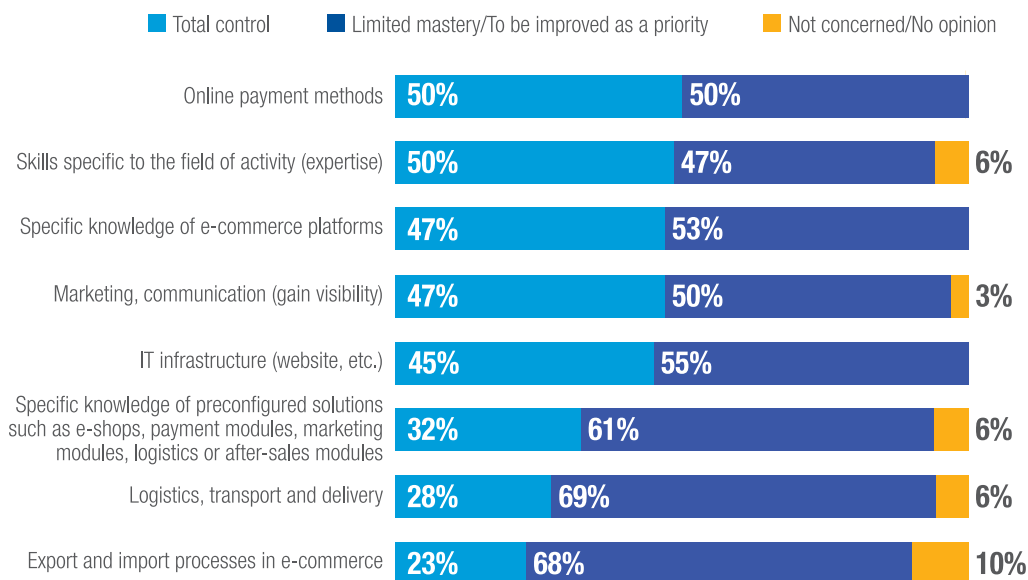 Total control Limited mastery/To be improved as a priority Not concerned/No opinion
Online payment methods 50% 50%
Skills specific to the field of activity (expertise) 50% 47% 6%
Specific knowledge of e-commerce platforms 47% 53%
Marketing, communication (gain visibility) 47% 50% 3%
IT infrastructure (website, etc.) 45% 55%
Specific knowledge of preconfigured solutions
such as e-shops, payment modules, marketing
modules, logistics or after-sales modules
32% 61% 6%
Logistics, transport and delivery 28% 69% 6%
Export and import processes in e-commerce 23% 68% 10%